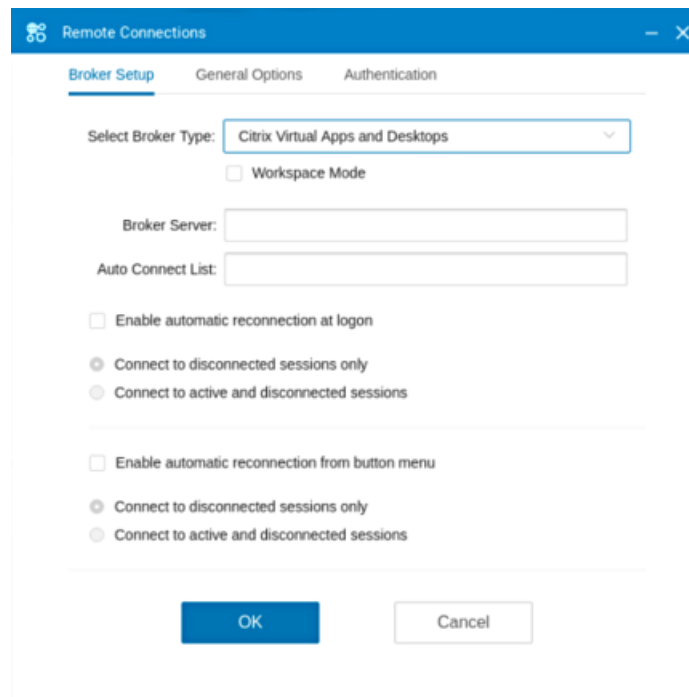 Remote Connections
Broker Setup General Options Authentication
Select Broker Type: Citrix Virtual Apps and Desktops
Workspace Mode
Broker Server:
Auto Connect List:
Enable automatic reconnection at logon
Connect to disconnected sessions only
Connect to active and disconnected sessions
Enable automatic reconnection from button menu
Connect to disconnected sessions only
Connect to active and disconnected sessions
OK Cancel